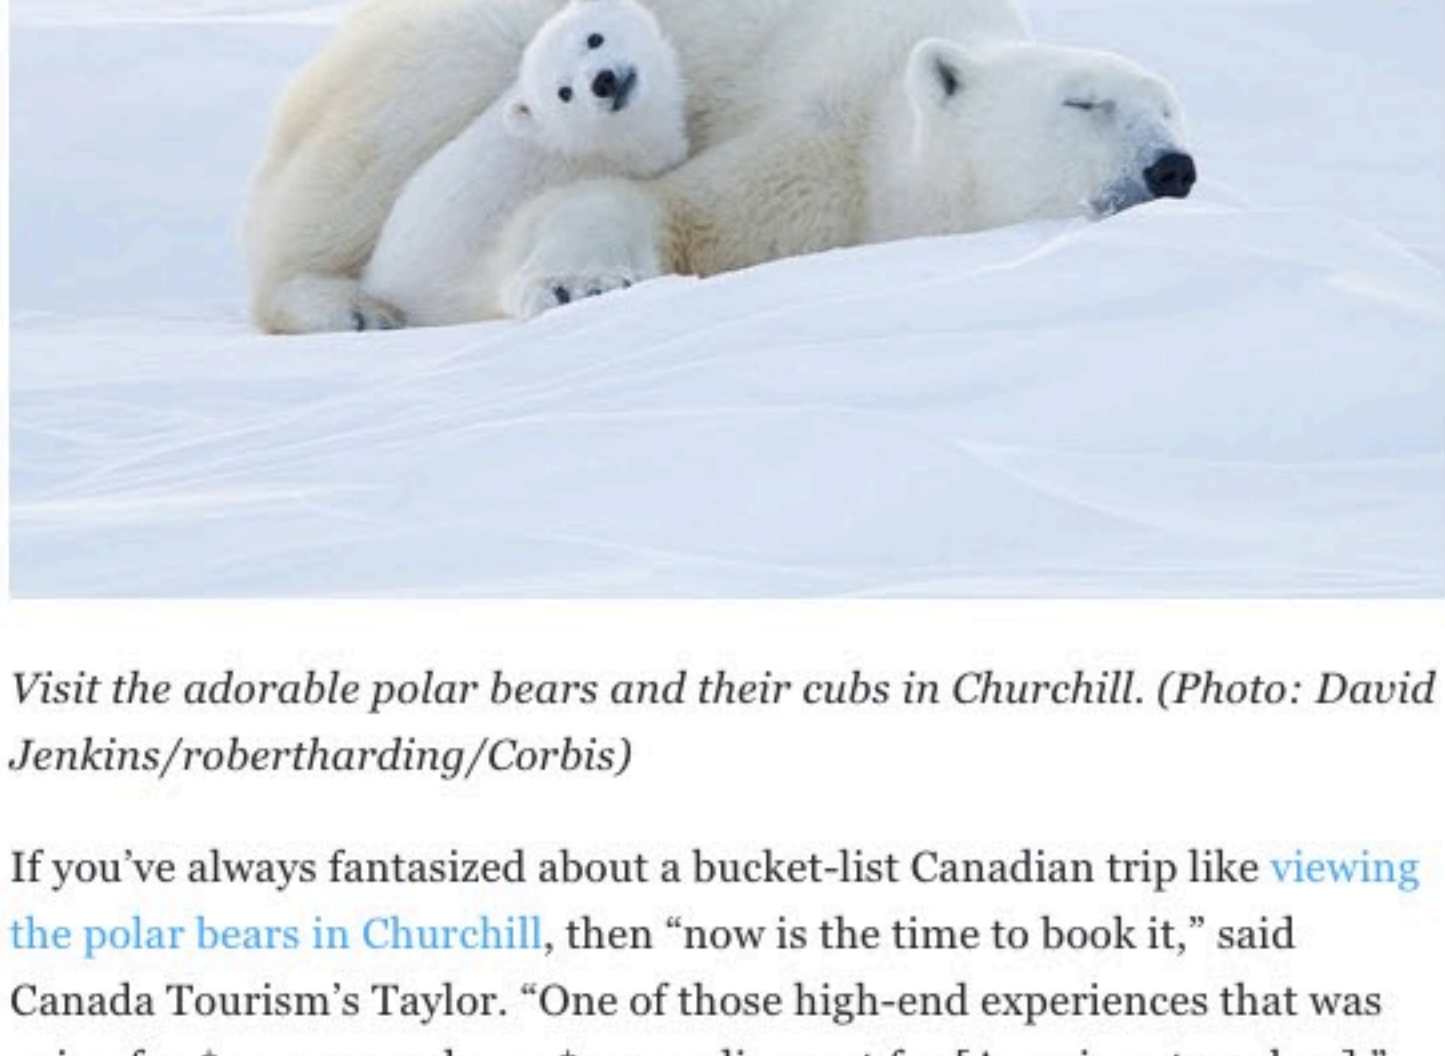 Visit the adorable polar bears and their cubs in Churchill. (Photo: David
Jenkins/robertharding/Corbis)
If you’ve always fantasized about a bucket-list Canadian trip like viewing
the polar bears in Churchill, then “now is the time to book it,” said
Canada Tourism’s Taylor. “One of those high-end experiences that was